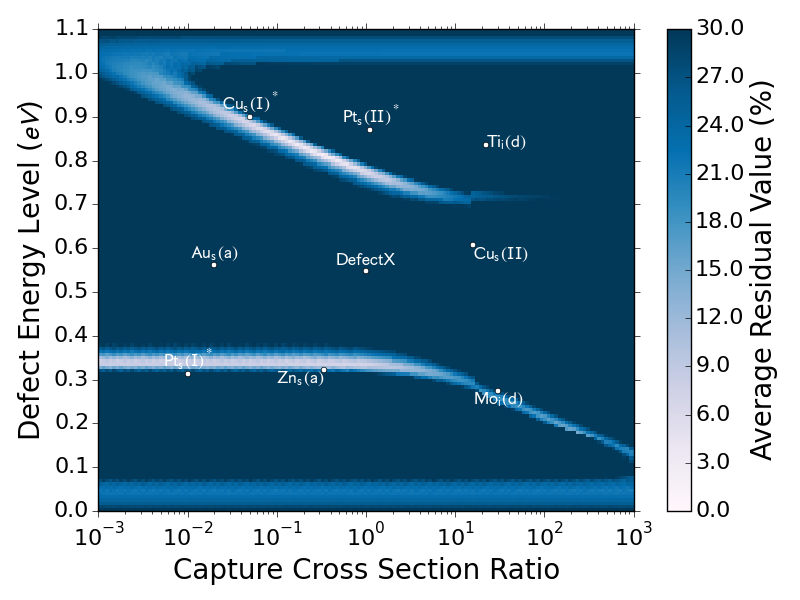 Defect Energy Level (eV)
1.1
1.0
0.9
0.8
0.7
0.6
0.5
0.4
0.3
0.2
0.1
0.0
Cuₛ(I)*
Ptₛ(II)*
Tiᵢ(d)
Auₛ(a)
DefectX
Cuₛ(II)
Ptₛ(I)*
Znₛ(a)
Moᵢ(d)
10⁻³ 10⁻² 10⁻¹ 10⁰ 10¹ 10² 10³
Capture Cross Section Ratio
30.0
27.0
24.0
21.0
18.0
15.0
12.0
9.0
6.0
3.0
0.0
Average Residual Value (%)